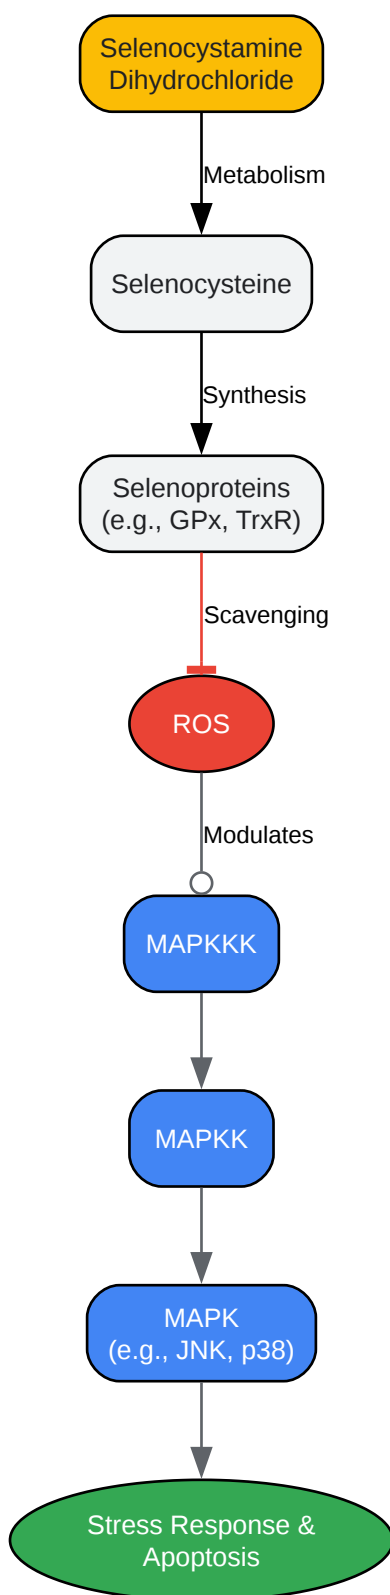 Selenocystamine
Dihydrochloride
Metabolism
Selenocysteine
Synthesis
Selenoproteins
(e.g., GPx, TrxR)
Scavenging
ROS
Modulates
MAPKKK
MAPKK
MAPK
(e.g., JNK, p38)
Stress Response &
Apoptosis